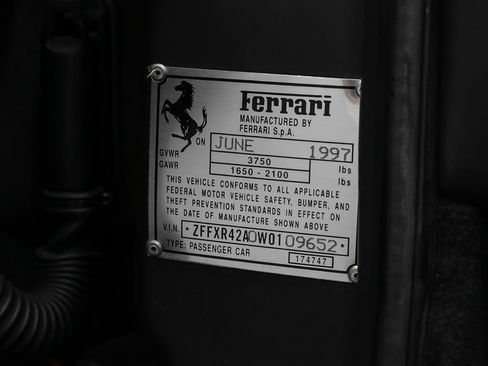 Ferrari
MANUFACTURED BY
FERRARI S.p.A.
ON JUNE 1997
GVWR 3750 lbs
GAWR 1650 - 2100 lbs
THIS VEHICLE CONFORMS TO ALL APPLICABLE
FEDERAL MOTOR VEHICLE SAFETY, BUMPER, AND
THEFT PREVENTION STANDARDS IN EFFECT ON
THE DATE OF MANUFACTURE SHOWN ABOVE
V.I.N. *ZFFXR42A0W0109652*
TYPE: PASSENGER CAR 174747